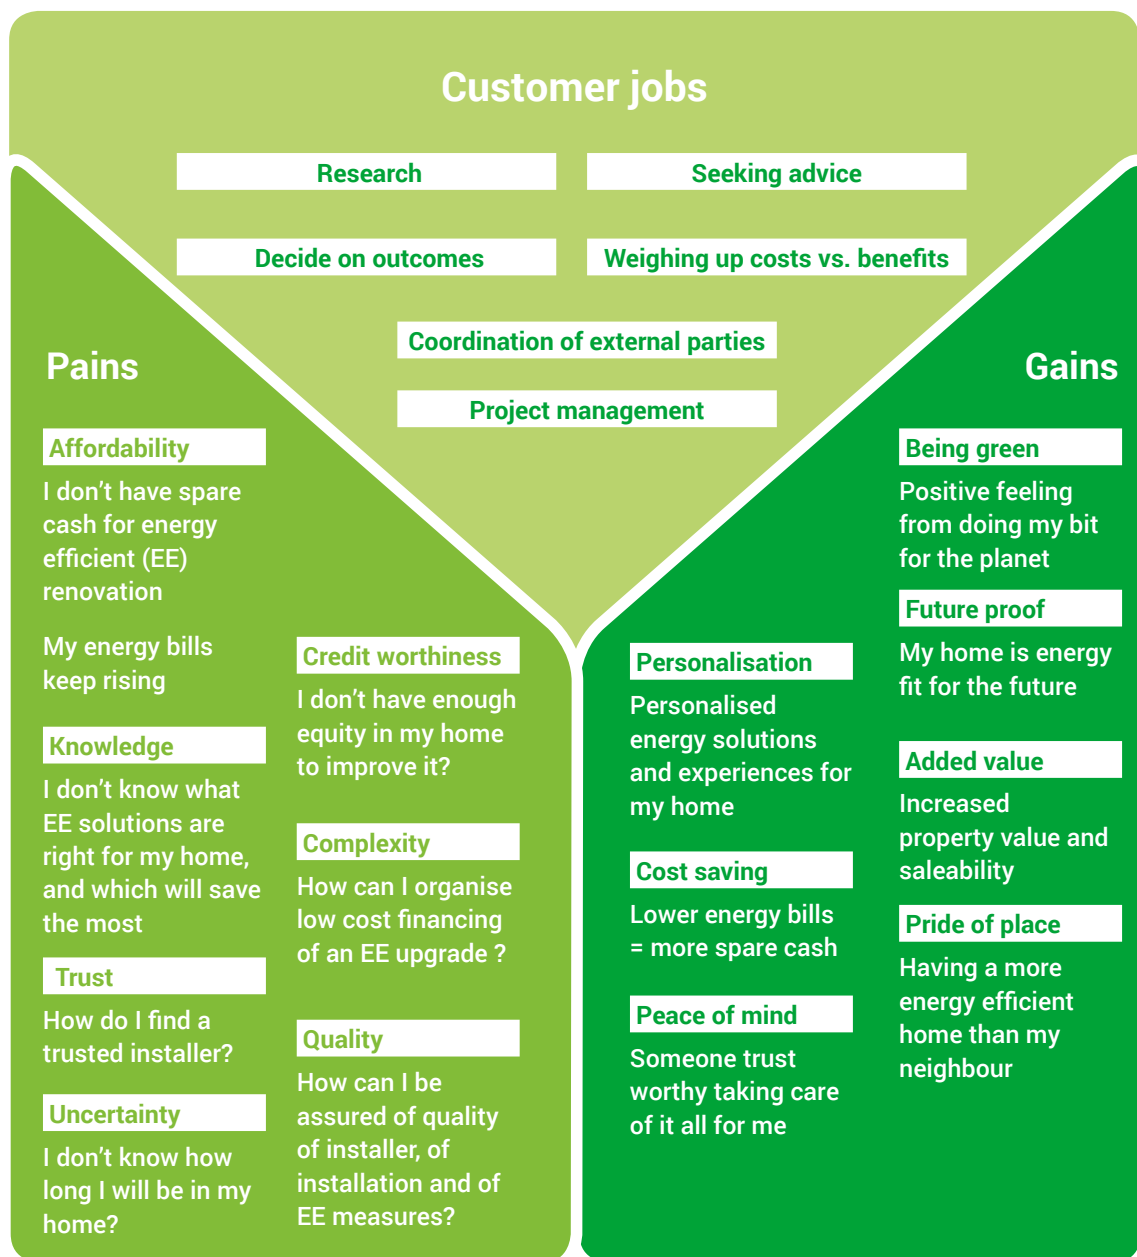 Customer jobs
Research
Seeking advice
Decide on outcomes
Weighing up costs vs. benefits
Coordination of external parties
Project management
Pains
Affordability
I don’t have spare
cash for energy
efficient (EE)
renovation
My energy bills
keep rising
Knowledge
I don’t know what
EE solutions are
right for my home,
and which will save
the most
Trust
How do I find a
trusted installer?
Uncertainty
I don’t know how
long I will be in my
home?
Credit worthiness
I don’t have enough
equity in my home
to improve it?
Complexity
How can I organise
low cost financing
of an EE upgrade ?
Quality
How can I be
assured of quality
of installer, of
installation and of
EE measures?
Gains
Personalisation
Personalised
energy solutions
and experiences for
my home
Cost saving
Lower energy bills
= more spare cash
Peace of mind
Someone trust
worthy taking care
of it all for me
Being green
Positive feeling
from doing my bit
for the planet
Future proof
My home is energy
fit for the future
Added value
Increased
property value and
saleability
Pride of place
Having a more
energy efficient
home than my
neighbour